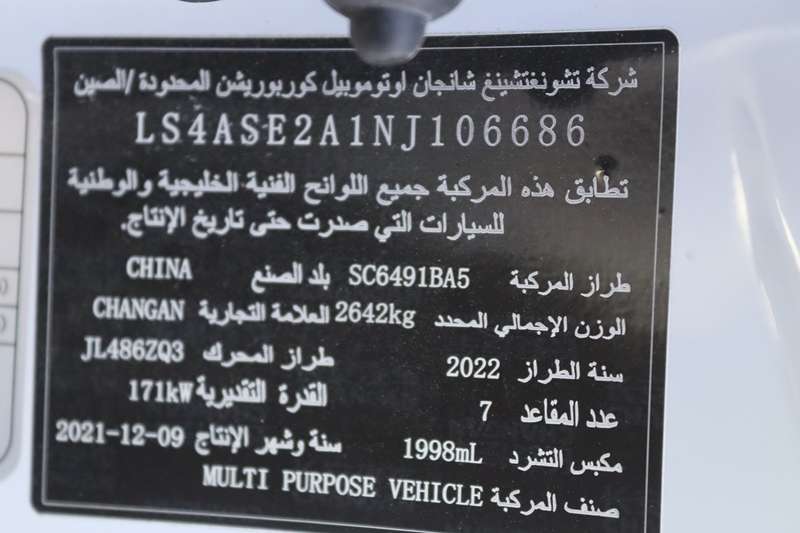 شركة تشونغتشينغ شانجان اوتوموبيل كوربوريشن المحدودة /الصين
LS4ASE2A1NJ106686
تطابق هذه المركبة جميع اللوائح الفنية الخليجية والوطنية
للسيارات التي صدرت حتى تاريخ الإنتاج.
طراز المركبة SC6491BA5 بلد الصنع CHINA
الوزن الإجمالي المحدد 2642kg العلامة التجارية CHANGAN
سنة الطراز 2022 طراز المحرك JL486ZQ3
عدد المقاعد 7 القدرة التقديرية 171kW
مكبس التشرد 1998mL سنة وشهر الإنتاج 2021-12-09
صنف المركبة MULTI PURPOSE VEHICLE